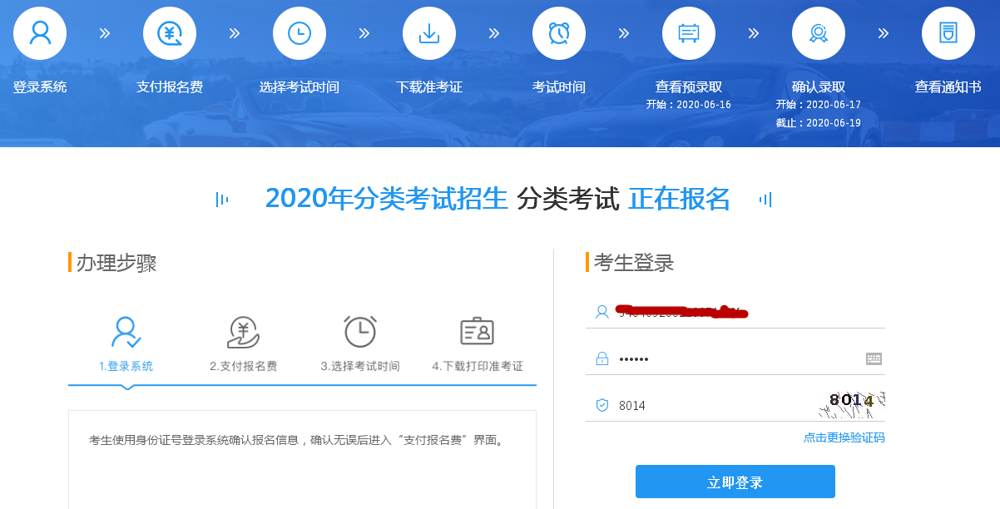 登录系统
支付报名费
选择考试时间
下载准考证
考试时间
查看预录取
开始：2020-06-16
确认录取
开始：2020-06-17
截止：2020-06-19
查看通知书
2020年分类考试招生 分类考试 正在报名
办理步骤
1.登录系统
2.支付报名费
3.选择考试时间
4.下载打印准考证
考生使用身份证号登录系统确认报名信息，确认无误后进入“支付报名费”界面。
考生登录
••••••
8014
8014
点击更换验证码
立即登录